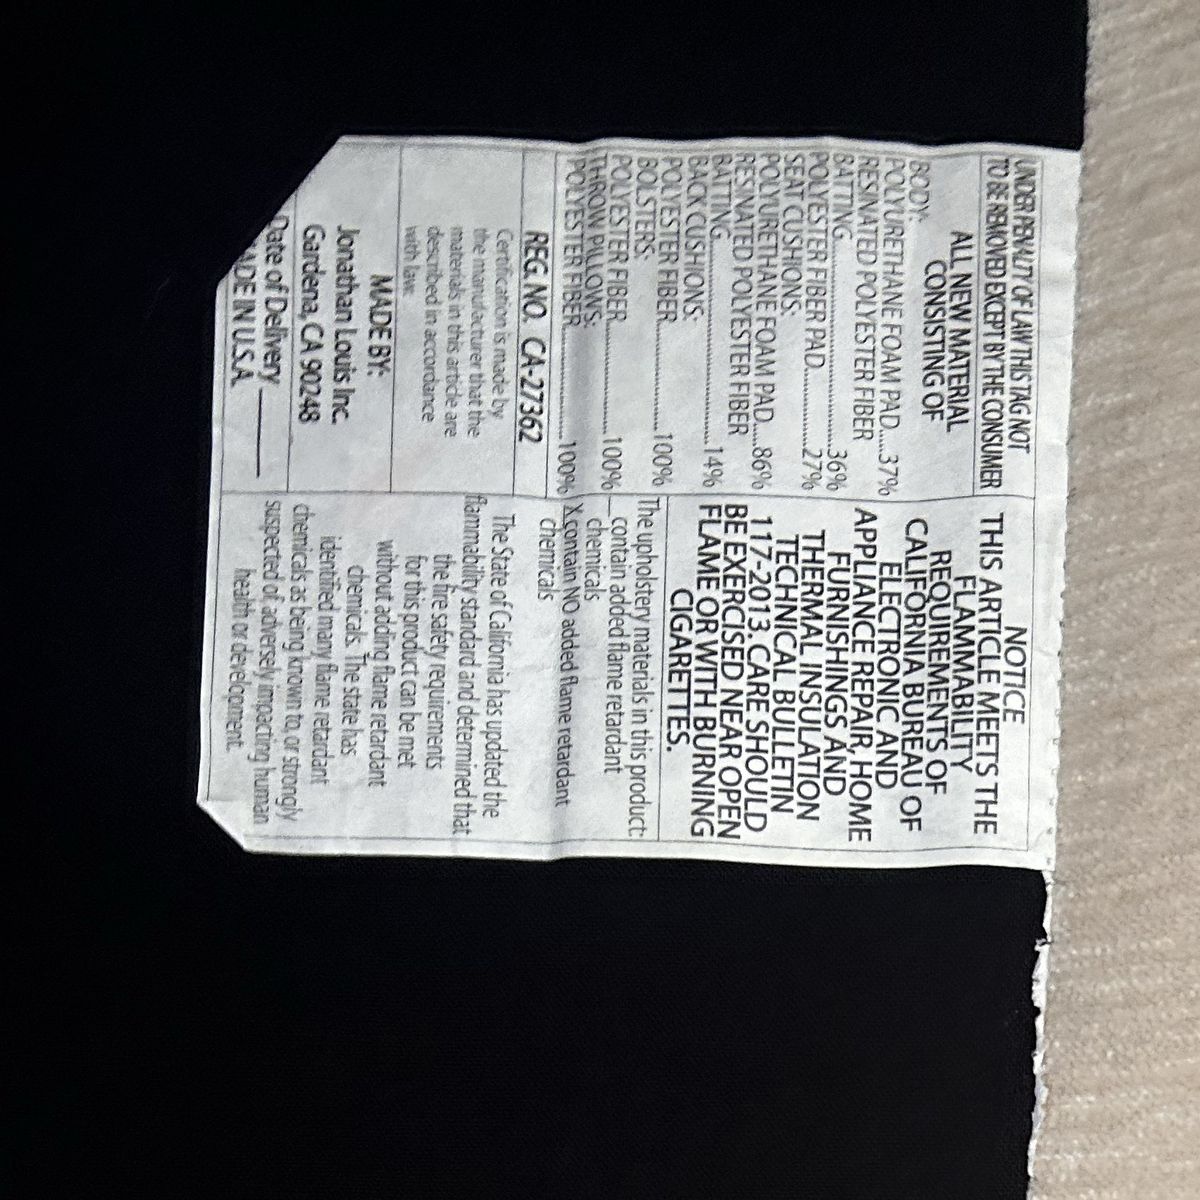 UNDER PENALTY OF LAW THIS TAG NOT
TO BE REMOVED EXCEPT BY THE CONSUMER
ALL NEW MATERIAL
CONSISTING OF
BODY:
POLYURETHANE FOAM PAD.....37%
RESINATED POLYESTER FIBER
BATTING............................36%
POLYESTER FIBER PAD...............27%
SEAT CUSHIONS:
POLYURETHANE FOAM PAD....86%
RESINATED POLYESTER FIBER
BATTING............................14%
BACK CUSHIONS:
POLYESTER FIBER...................100%
BOLSTERS:
POLYESTER FIBER...................100%
THROW PILLOWS:
POLYESTER FIBER...................100%
REG.NO. CA-27362
Certification is made by
the manufacturer that the
materials in this article are
described in accordance
with law.
MADE BY:
Jonathan Louis Inc.
Gardena, CA 90248
Date of Delivery ________
ADE IN U.S.A.
NOTICE
THIS ARTICLE MEETS THE
FLAMMABILITY
REQUIREMENTS OF
CALIFORNIA BUREAU OF
ELECTRONIC AND
APPLIANCE REPAIR, HOME
FURNISHINGS AND
THERMAL INSULATION
TECHNICAL BULLETIN
117-2013. CARE SHOULD
BE EXERCISED NEAR OPEN
FLAME OR WITH BURNING
CIGARETTES.
The upholstery materials in this product:
__contain added flame retardant
chemicals
X contain NO added flame retardant
chemicals
The State of California has updated the
flammability standard and determined that
the fire safety requirements
for this product can be met
without adding flame retardant
chemicals. The state has
identified many flame retardant
chemicals as being known to, or strongly
suspected of, adversely impacting human
health or development.